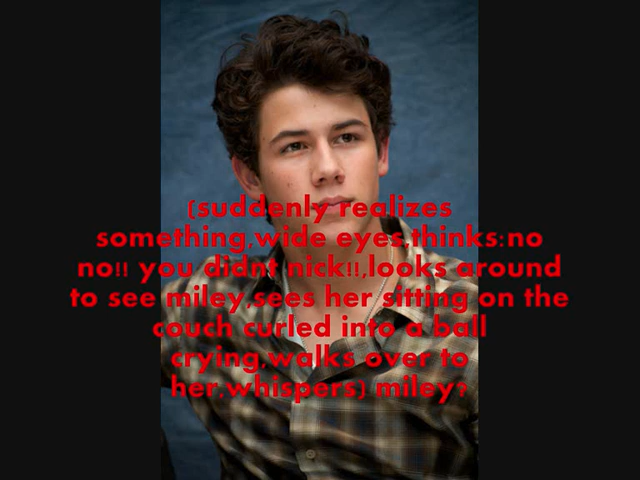 (suddenly realizes
something,wide eyes,thinks:no
no!! you didnt nick!!,looks around
to see miley,sees her sitting on the
couch curled into a ball
crying,walks over to
her,whispers) miley?